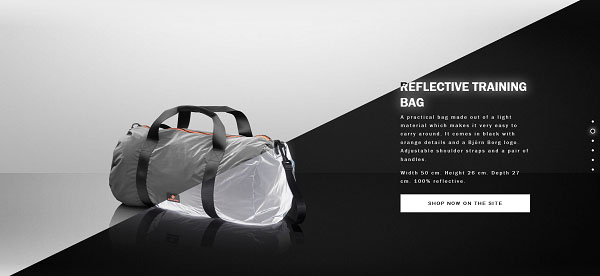 REFLECTIVE TRAINING
BAG
A practical bag made out of a light
material which makes it very easy to
carry around. It comes in black with
orange details and a Björn Borg logo.
Adjustable shoulder straps and a pair of
handles.
Width 50 cm. Height 26 cm. Depth 27
cm. 100% reflective.
SHOP NOW ON THE SITE